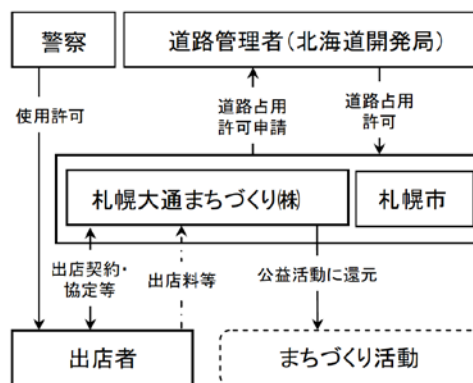 警察
道路管理者(北海道開発局)
使用許可
道路占用
許可申請
道路占用
許可
札幌大通まちづくり㈱
札幌市
出店契約・
協定等
出店料等
公益活動に還元
出店者
まちづくり活動